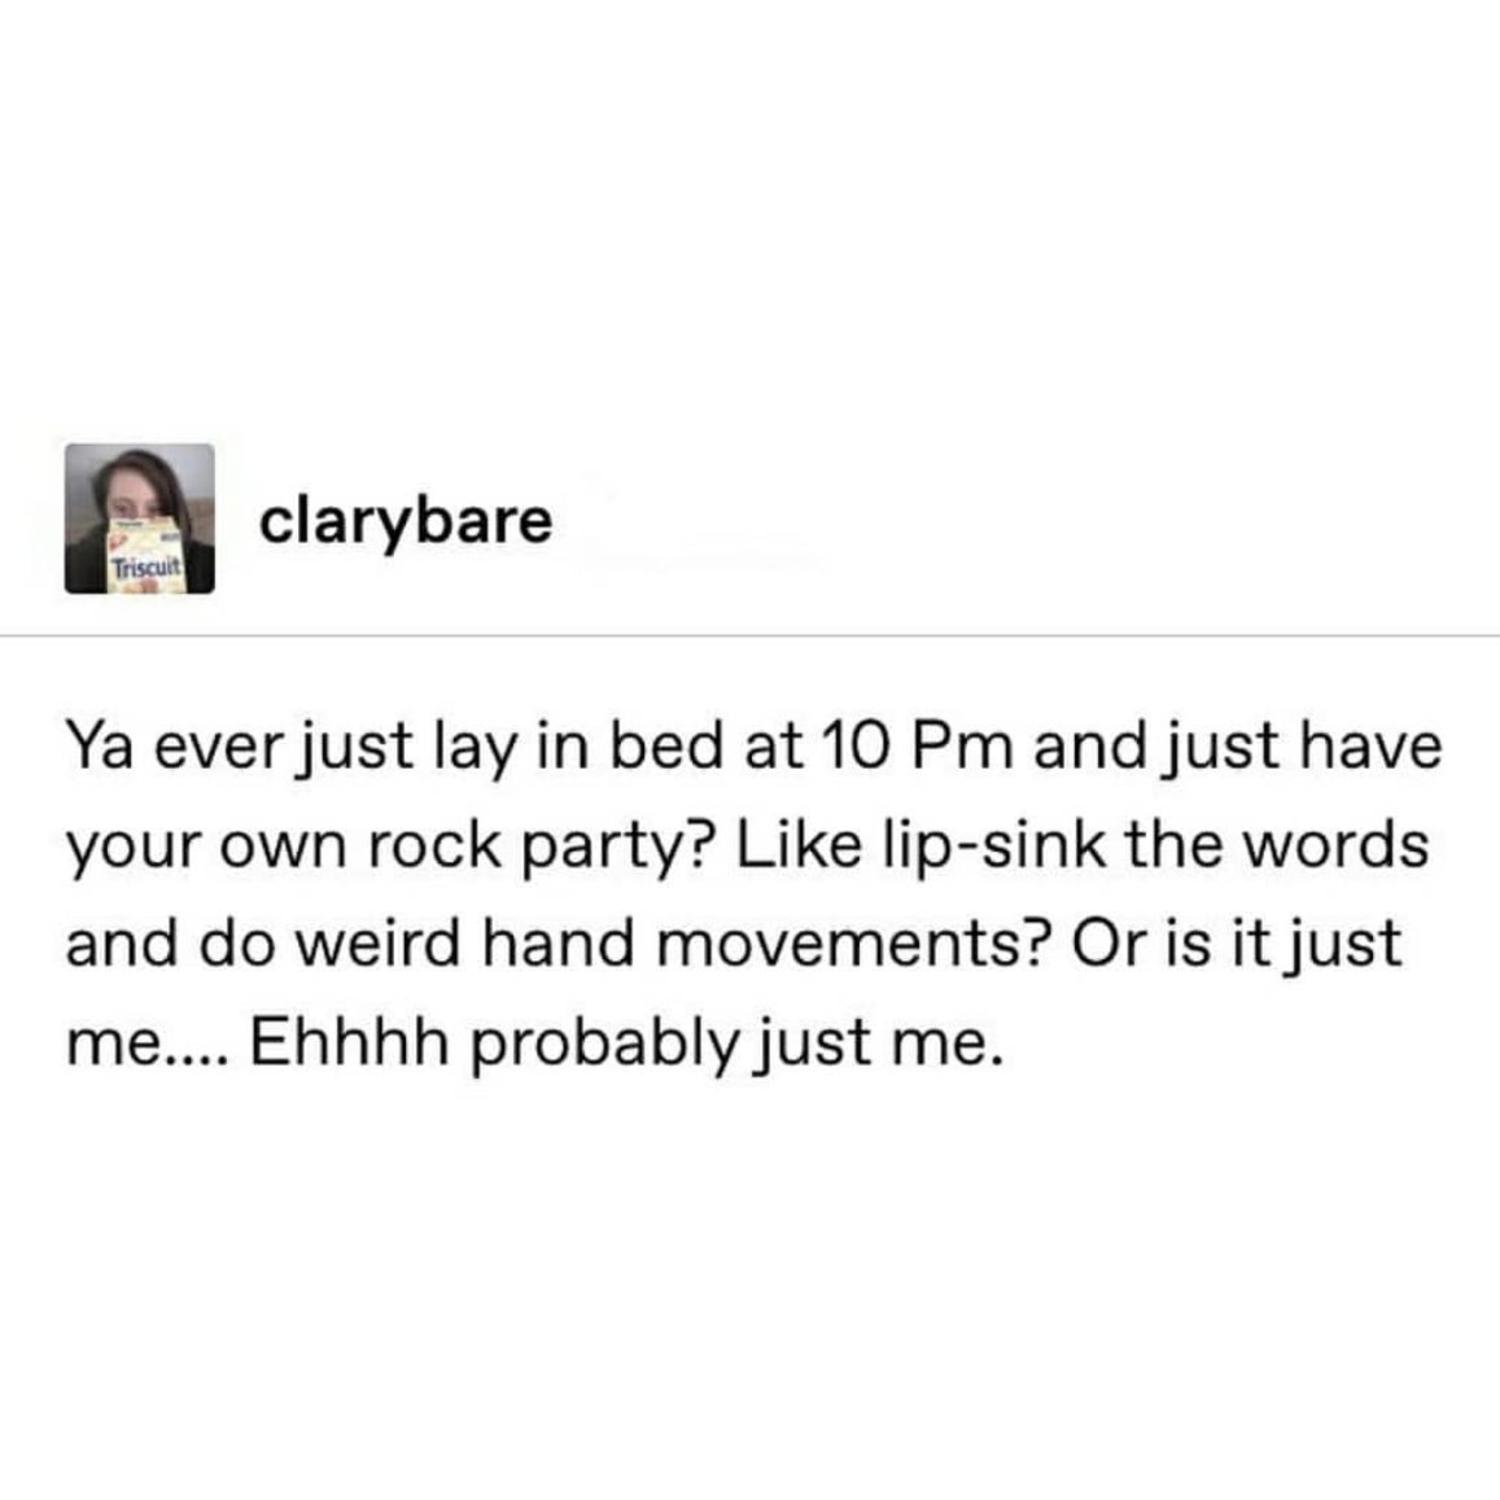 clarybare
Triscuit
Ya ever just lay in bed at 10 Pm and just have
your own rock party? Like lip-sink the words
and do weird hand movements? Or is it just
me.... Ehhhh probably just me.